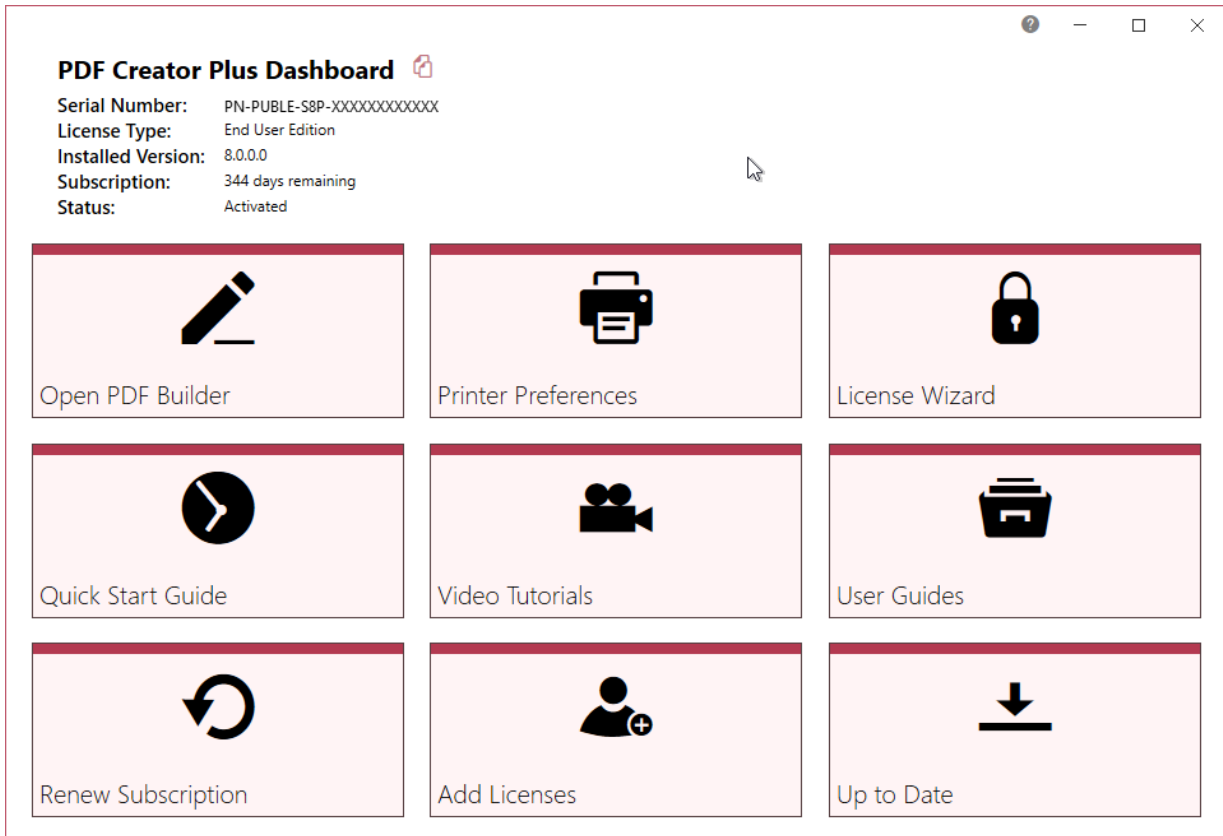 ?
PDF Creator Plus Dashboard
Serial Number: PN-PUBLE-S8P-XXXXXXXXXXXX
License Type: End User Edition
Installed Version: 8.0.0.0
Subscription: 344 days remaining
Status: Activated
Open PDF Builder
Printer Preferences
License Wizard
Quick Start Guide
Video Tutorials
User Guides
Renew Subscription
Add Licenses
Up to Date